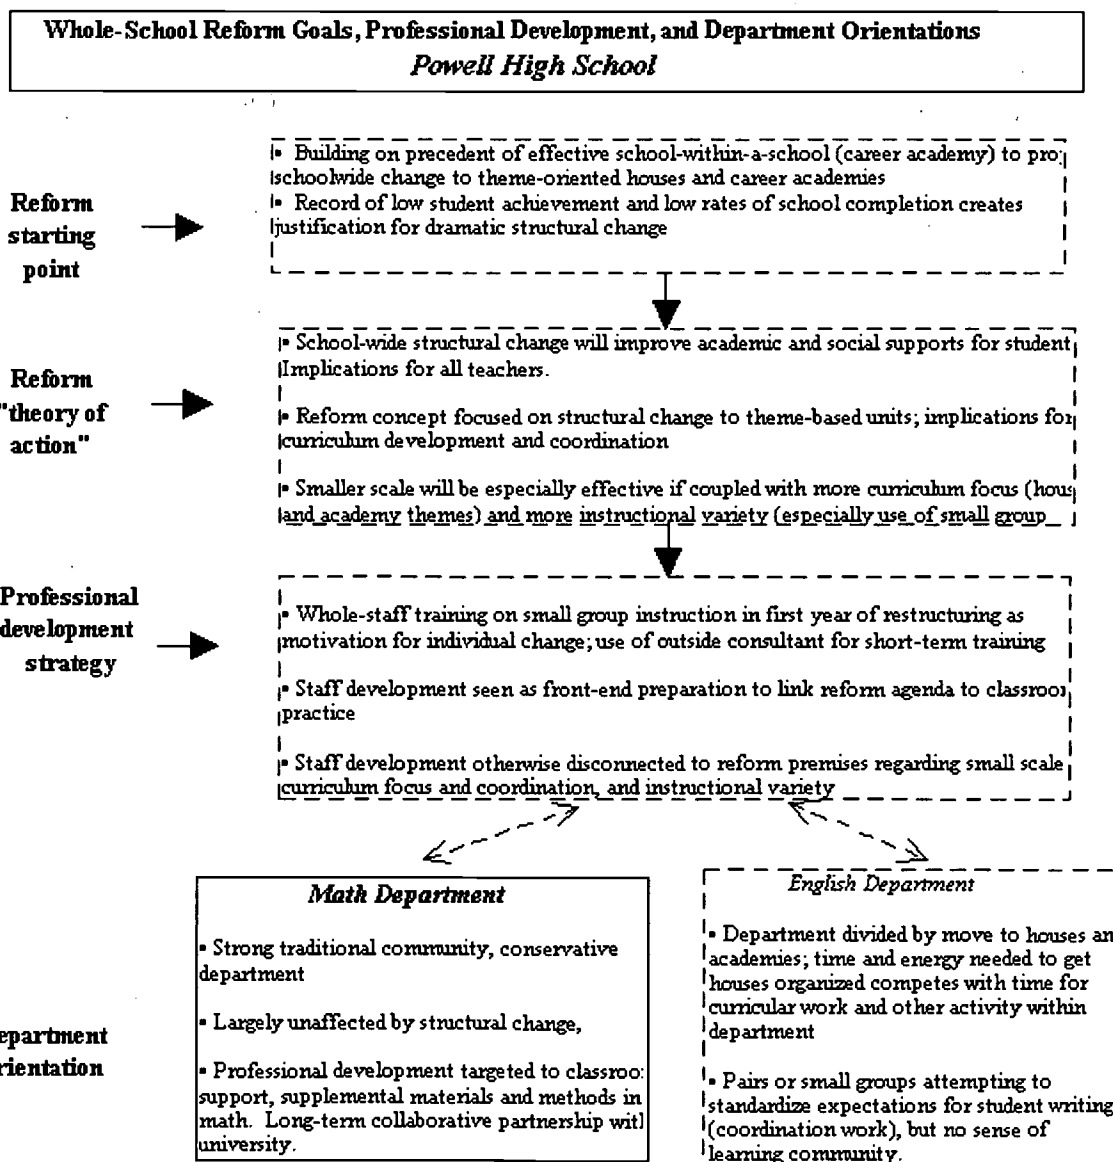 Whole-School Reform Goals, Professional Development, and Department Orientations
Powell High School
Reform
starting
point
▪ Building on precedent of effective school-within-a-school (career academy) to pro
schoolwide change to theme-oriented houses and career academies
▪ Record of low student achievement and low rates of school completion creates
justification for dramatic structural change
Reform
"theory of
action"
▪ School-wide structural change will improve academic and social supports for student
Implications for all teachers.
▪ Reform concept focused on structural change to theme-based units; implications for
curriculum development and coordination
▪ Smaller scale will be especially effective if coupled with more curriculum focus (hous
and academy themes) and more instructional variety (especially use of small group
Professional
development
strategy
▪ Whole-staff training on small group instruction in first year of restructuring as
motivation for individual change; use of outside consultant for short-term training
▪ Staff development seen as front-end preparation to link reform agenda to classroo
practice
▪ Staff development otherwise disconnected to reform premises regarding small scale
curriculum focus and coordination, and instructional variety
epartment
rientation
Math Department
▪ Strong traditional community, conservative
department
▪ Largely unaffected by structural change,
▪ Professional development targeted to classroo
support, supplemental materials and methods in
math. Long-term collaborative partnership wit
university.
English Department
▪ Department divided by move to houses an
academies; time and energy needed to get
houses organized competes with time for
curricular work and other activity within
department
▪ Pairs or small groups attempting to
standardize expectations for student writing
(coordination work), but no sense of
learning community.